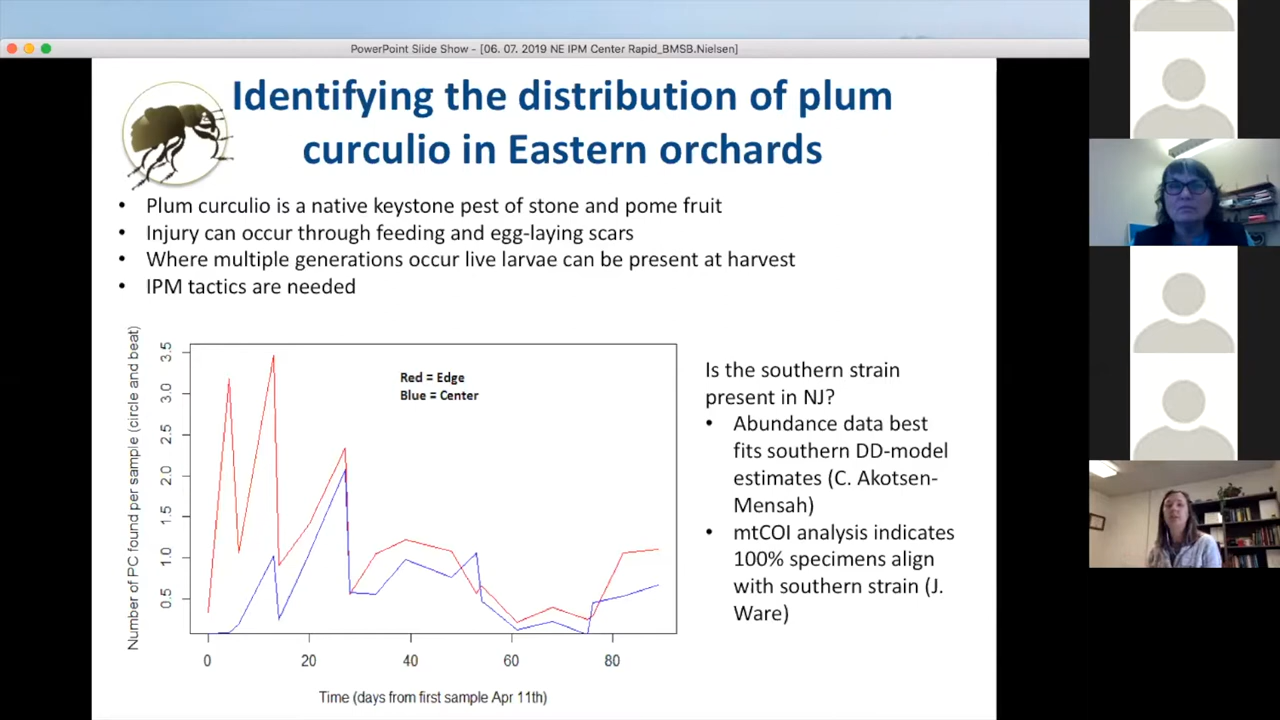 PowerPoint Slide Show - [06. 07. 2019 NE IPM Center Rapid_BMSB.Nielsen]
Identifying the distribution of plum
curculio in Eastern orchards
• Plum curculio is a native keystone pest of stone and pome fruit
• Injury can occur through feeding and egg-laying scars
• Where multiple generations occur live larvae can be present at harvest
• IPM tactics are needed
Number of PC found per sample (circle and beat)
3.5
3.0
2.5
2.0
1.5
1.0
0.5
Red = Edge
Blue = Center
0 20 40 60 80
Time (days from first sample Apr 11th)
Is the southern strain
present in NJ?
• Abundance data best
fits southern DD-model
estimates (C. Akotsen-
Mensah)
• mtCOI analysis indicates
100% specimens align
with southern strain (J.
Ware)